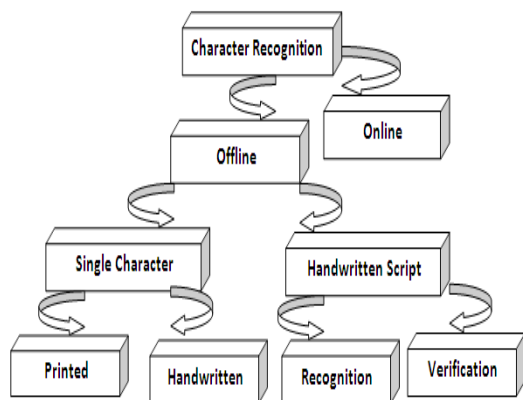 Character Recognition
Online
Offline
Single Character
Handwritten Script
Printed
Handwritten
Recognition
Verification